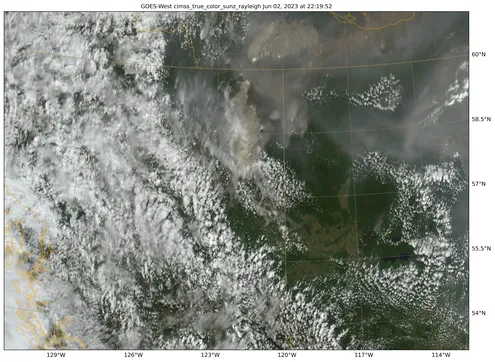 GOES-West cimss_true_color_sunz_rayleigh Jun 02, 2023 at 22:19:52
60°N
58.5°N
57°N
55.5°N
54°N
129°W 126°W 123°W 120°W 117°W 114°W